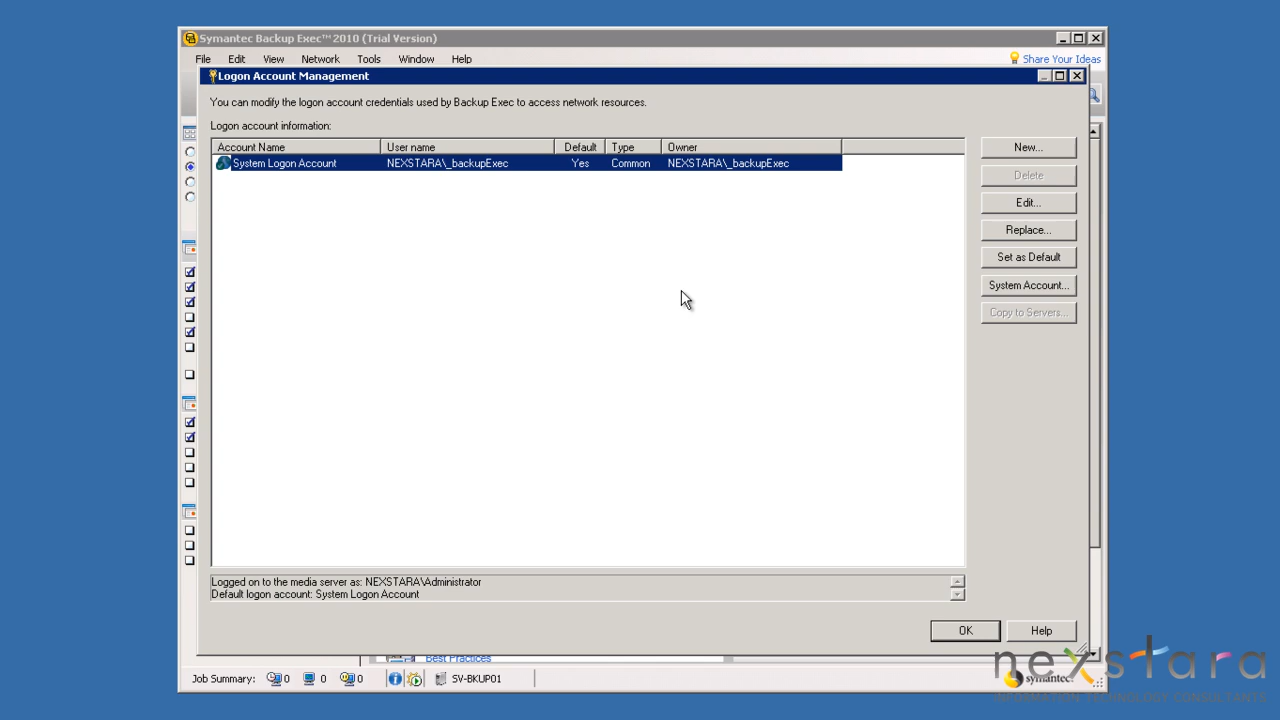 Symantec Backup Exec™ 2010 (Trial Version)
File Edit View Network Tools Window Help
Share Your Ideas
Logon Account Management
You can modify the logon account credentials used by Backup Exec to access network resources.
Logon account information:
Account Name User name Default Type Owner
System Logon Account NEXSTARA\_backupExec Yes Common NEXSTARA\_backupExec
New...
Delete
Edit...
Replace...
Set as Default
System Account...
Copy to Servers...
Logged on to the media server as: NEXSTARA\Administrator
Default logon account: System Logon Account
OK Help
Best Practices
Job Summary: 0 0 0 SV-BKUP01
symantec.
nexstara
INFORMATION TECHNOLOGY CONSULTANTS